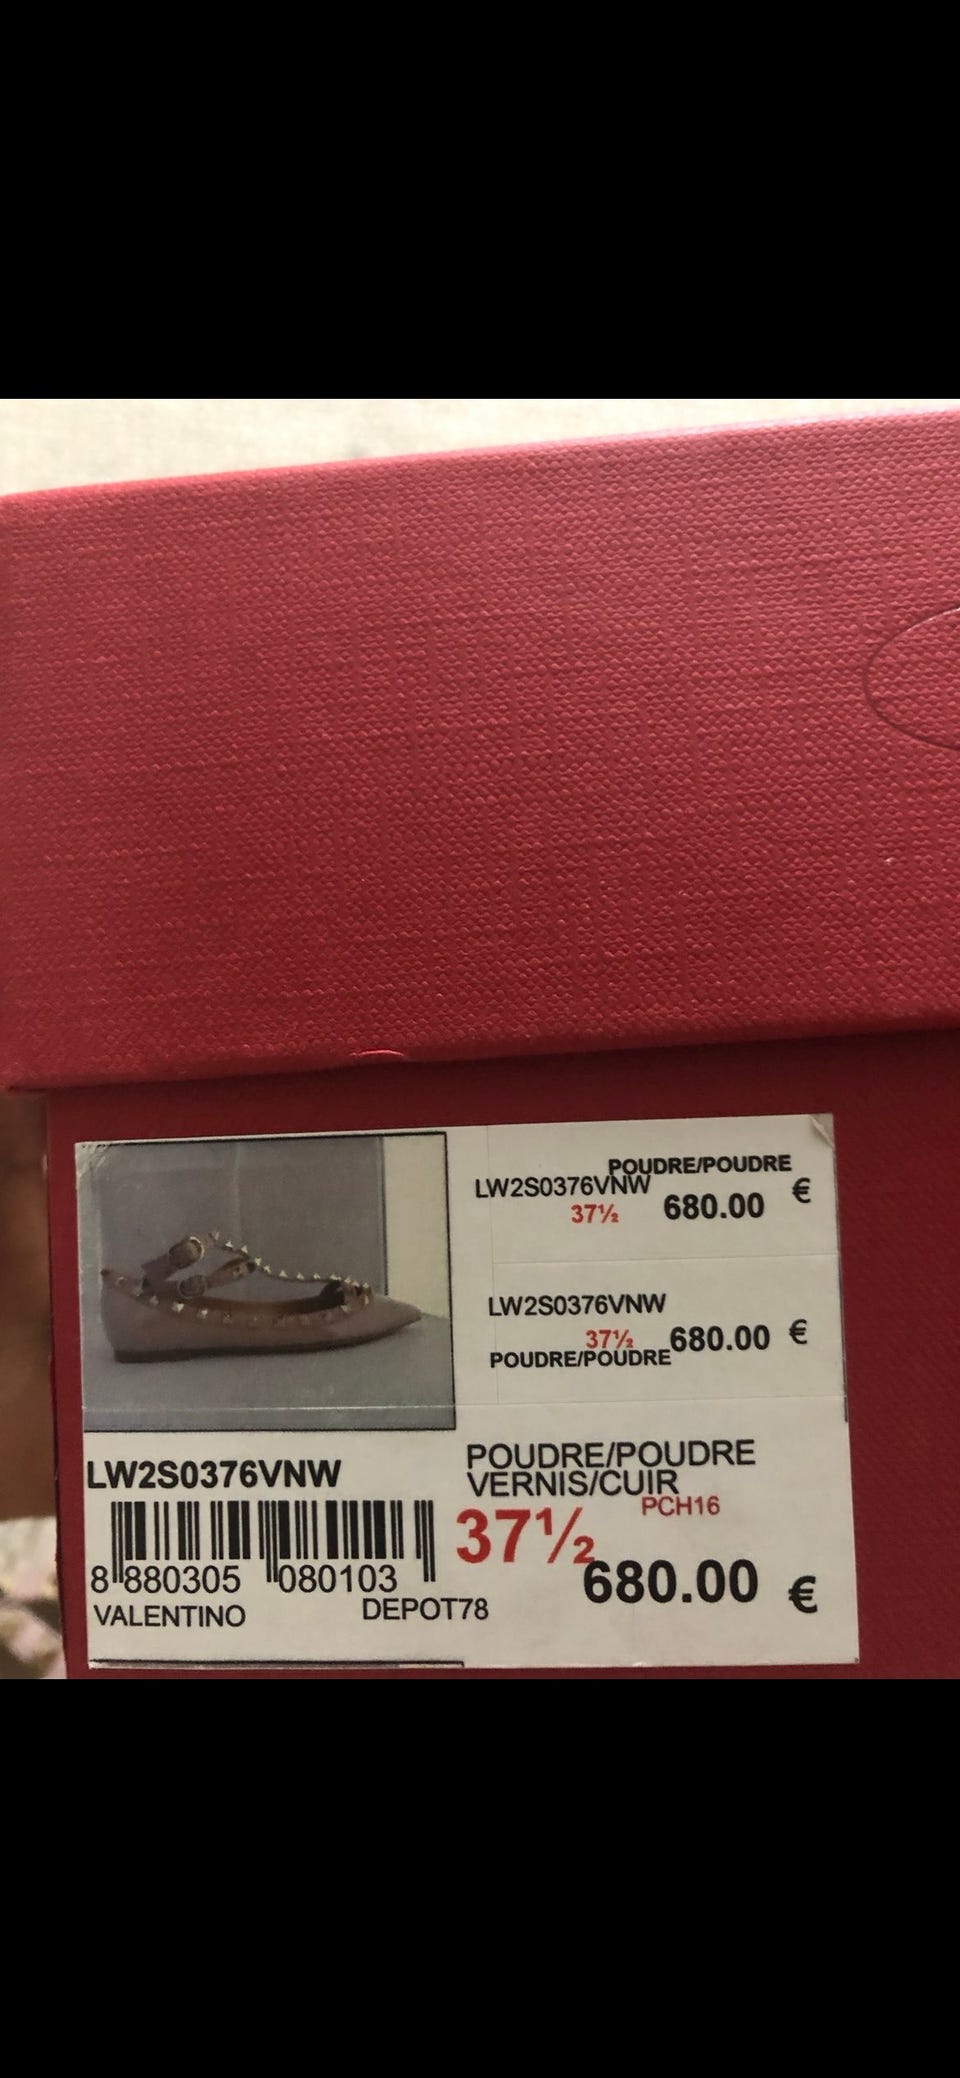 POUDRE/POUDRE
LW2S0376VNW
37½ 680.00 €
LW2S0376VNW
37½ 680.00 €
POUDRE/POUDRE
LW2S0376VNW
8 880305 080103
VALENTINO DEPOT78
POUDRE/POUDRE
VERNIS/CUIR
PCH16
37½
680.00 €